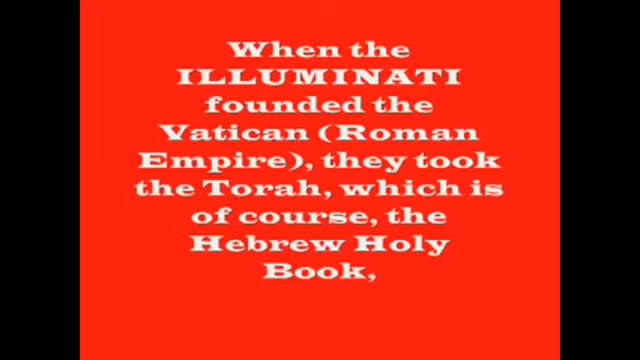 When the
ILLUMINATI
founded the
Vatican (Roman
Empire), they took
the Torah, which is
of course, the
Hebrew Holy
Book,